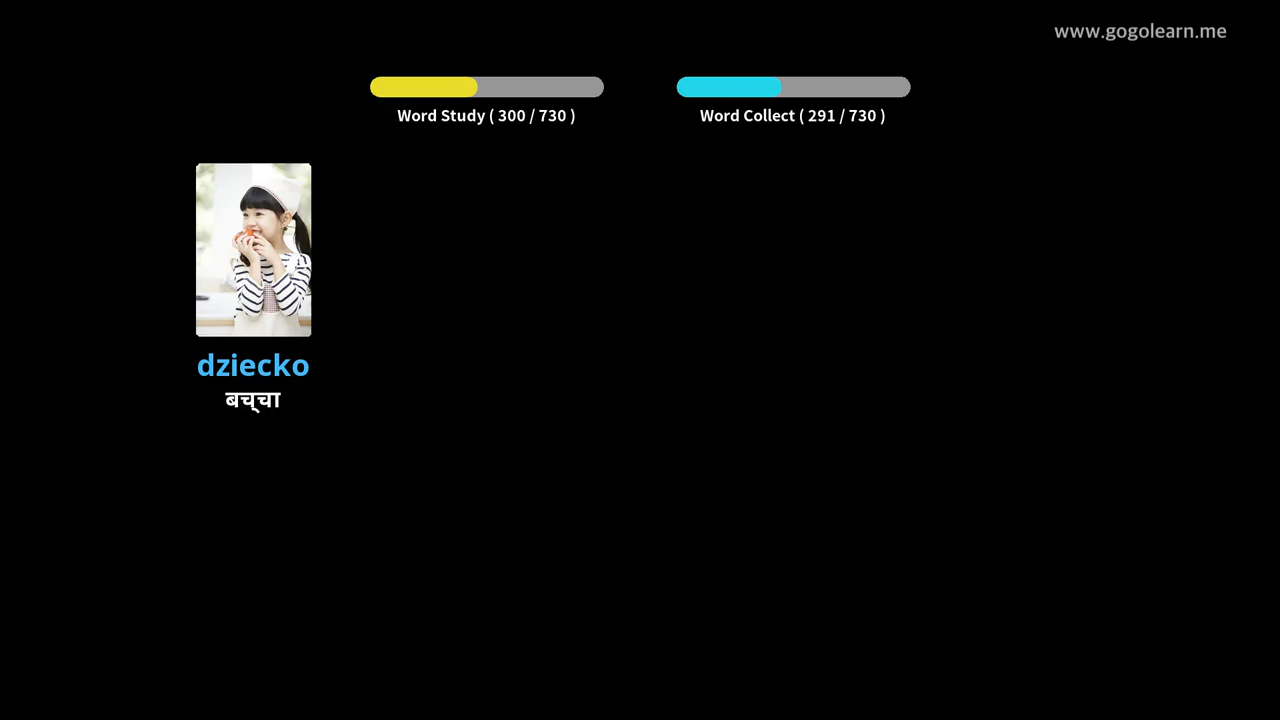 www.gogolearn.me
Word Study ( 300 / 730 )
Word Collect ( 291 / 730 )
dziecko
बच्चा